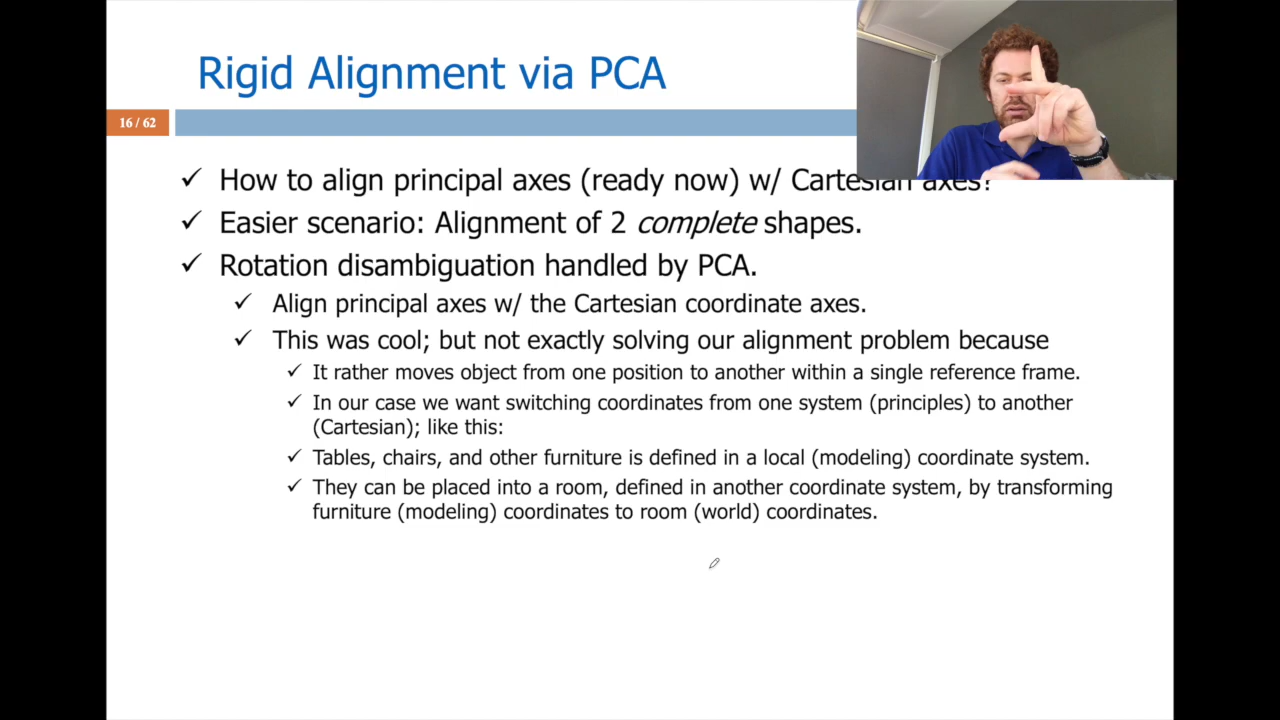 Rigid Alignment via PCA
16 / 62
✓ How to align principal axes (ready now) w/ Cartesian axes?
✓ Easier scenario: Alignment of 2 complete shapes.
✓ Rotation disambiguation handled by PCA.
✓ Align principal axes w/ the Cartesian coordinate axes.
✓ This was cool; but not exactly solving our alignment problem because
✓ It rather moves object from one position to another within a single reference frame.
✓ In our case we want switching coordinates from one system (principles) to another
(Cartesian); like this:
✓ Tables, chairs, and other furniture is defined in a local (modeling) coordinate system.
✓ They can be placed into a room, defined in another coordinate system, by transforming
furniture (modeling) coordinates to room (world) coordinates.